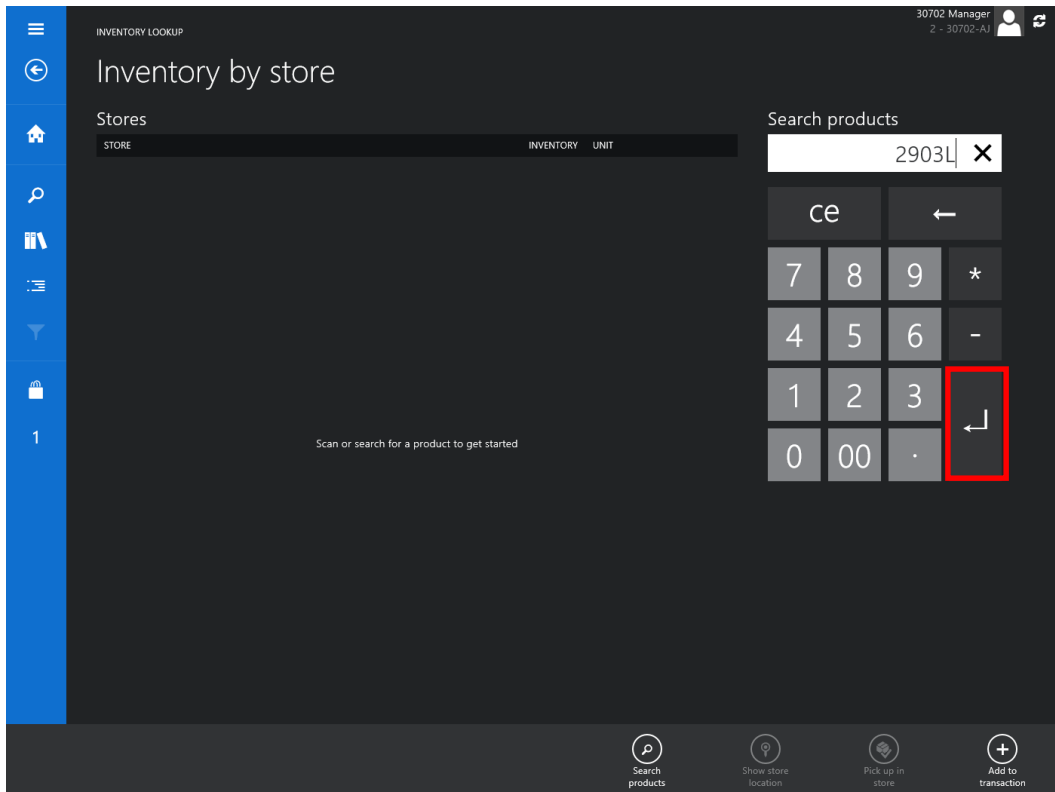 30702 Manager
2 - 30702-AJ
INVENTORY LOOKUP
Inventory by store
Stores
STORE INVENTORY UNIT
Scan or search for a product to get started
Search products
2903L
ce
7 8 9 *
4 5 6 -
1 2 3
0 00 .
1
Search
products
Show store
location
Pick up in
store
Add to
transaction